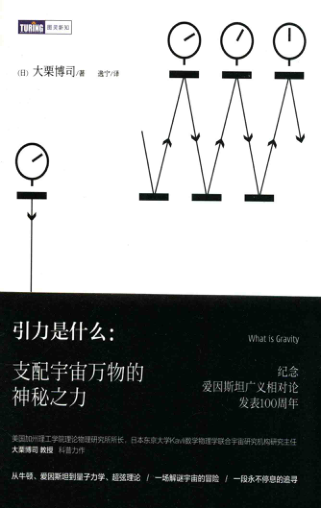 TURING 图灵新知
〔日〕大栗博司/著 逸宁/译
引力是什么：
支配宇宙万物的
神秘之力
What is Gravity
纪念
爱因斯坦广义相对论
发表100周年
美国加州理工学院理论物理研究所所长、日本东京大学Kavli数学物理学联合宇宙研究机构研究主任
大栗博司 教授 科普力作
从牛顿、爱因斯坦到量子力学、超弦理论 / 一场解谜宇宙的冒险 / 一段永不停息的追寻